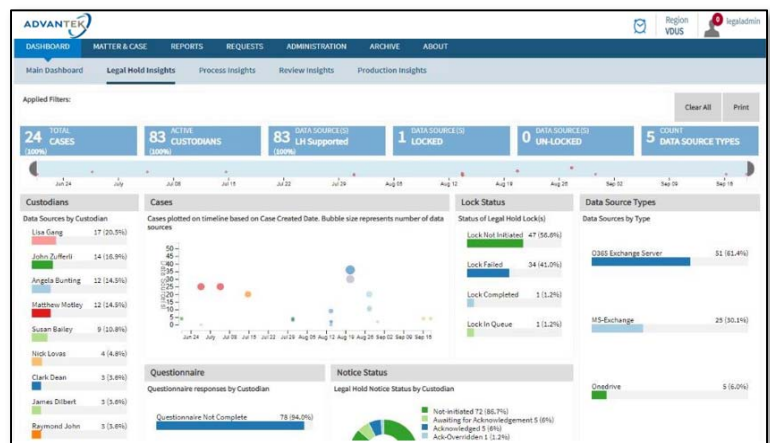 ADVANTEK
Region
VDUS
0
legaladmin
DASHBOARD MATTER & CASE REPORTS REQUESTS ADMINISTRATION ARCHIVE ABOUT
Main Dashboard Legal Hold Insights Process Insights Review Insights Production Insights
Applied Filters:
Clear All Print
24 TOTAL CASES (100%)
83 ACTIVE CUSTODIANS (100%)
83 DATA SOURCE(S) LH Supported (100%)
1 DATA SOURCE(S) LOCKED
0 DATA SOURCE(S) UN-LOCKED
5 COUNT DATA SOURCE TYPES
Jun 24 July Jul 08 Jul 15 Jul 22 Jul 29 Aug 05 Aug 12 Aug 19 Aug 26 Sep 02 Sep 09 Sep 16
Custodians
Data Sources by Custodian
Lisa Gang 17 (20.5%)
John Zufferli 14 (16.9%)
Angela Bunting 12 (14.5%)
Matthew Motley 12 (14.5%)
Susan Bailey 9 (10.8%)
Nick Lovas 4 (4.8%)
Clark Dean 3 (3.6%)
James Dilbert 3 (3.6%)
Raymond John 3 (3.6%)
Cases
Cases plotted on timeline based on Case Created Date. Bubble size represents number of data
sources
50
45
40
35
30
25
20
15
10
5
0
Jun 24 July Jul 08 Jul 15 Jul 22 Jul 29 Aug 05 Aug 12 Aug 19 Aug 26 Sep 02 Sep 09 Sep 16
Lock Status
Status of Legal Hold Lock(s)
Lock Not Initiated 47 (56.6%)
Lock Failed 34 (41.0%)
Lock Completed 1 (1.2%)
Lock In Queue 1 (1.2%)
Data Source Types
Data Sources by Type
O365 Exchange Server 51 (61.4%)
MS-Exchange 25 (30.1%)
Onedrive 5 (6.0%)
Questionnaire
Questionnaire responses by Custodian
Questionnaire Not Complete 78 (94.0%)
Notice Status
Legal Hold Notice Status by Custodian
Not-Initiated 72 (86.7%)
Awaiting for Acknowledgement 5 (6%)
Acknowledged 5 (6%)
Ack-Overridden 1 (1.2%)